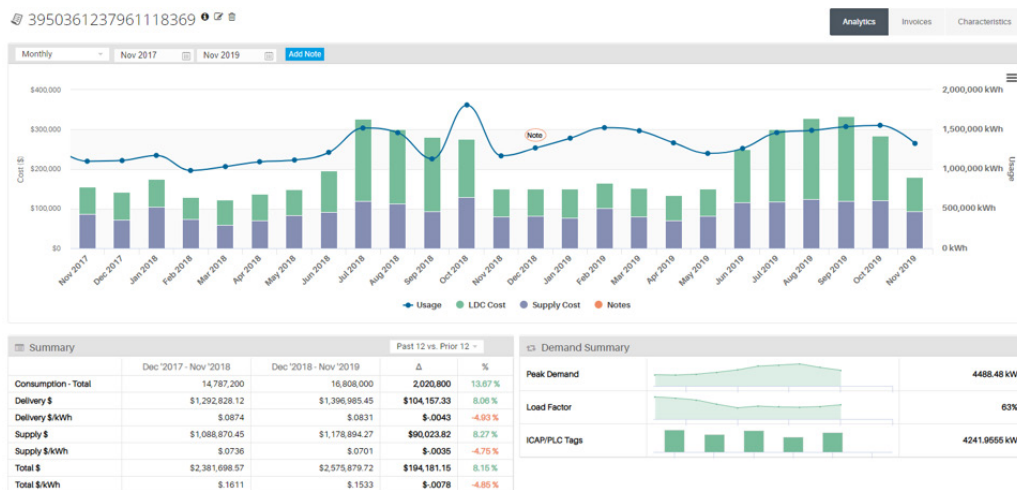 3950361237961118369
Analytics Invoices Characteristics
Monthly Nov 2017 Nov 2019 Add Note
$400,000 2,000,000 kWh
$300,000 1,500,000 kWh
$200,000 1,000,000 kWh
$100,000 500,000 kWh
$0 0 kWh
Cost ($)
Usage
Note
Nov 2017 Dec 2017 Jan 2018 Feb 2018 Mar 2018 Apr 2018 May 2018 Jun 2018 Jul 2018 Aug 2018 Sep 2018 Oct 2018 Nov 2018 Dec 2018 Jan 2019 Feb 2019 Mar 2019 Apr 2019 May 2019 Jun 2019 Jul 2019 Aug 2019 Sep 2019 Oct 2019 Nov 2019
Usage LDC Cost Supply Cost Notes
Summary Past 12 vs. Prior 12
Dec '2017 - Nov '2018 Dec '2018 - Nov '2019 Δ %
Consumption - Total 14,787,200 16,808,000 2,020,800 13.67 %
Delivery $ $1,292,828.12 $1,396,985.45 $104,157.33 8.06 %
Delivery $/kWh $.0874 $.0831 $-.0043 -4.93 %
Supply $ $1,088,870.45 $1,178,894.27 $90,023.82 8.27 %
Supply $/kWh $.0736 $.0701 $-.0035 -4.75 %
Total $ $2,381,698.57 $2,575,879.72 $194,181.15 8.15 %
Total $/kWh $.1611 $.1533 $-.0078 -4.85 %
Demand Summary
Peak Demand 4488.48 kW
Load Factor 63%
ICAP/PLC Tags 4241.9555 kW